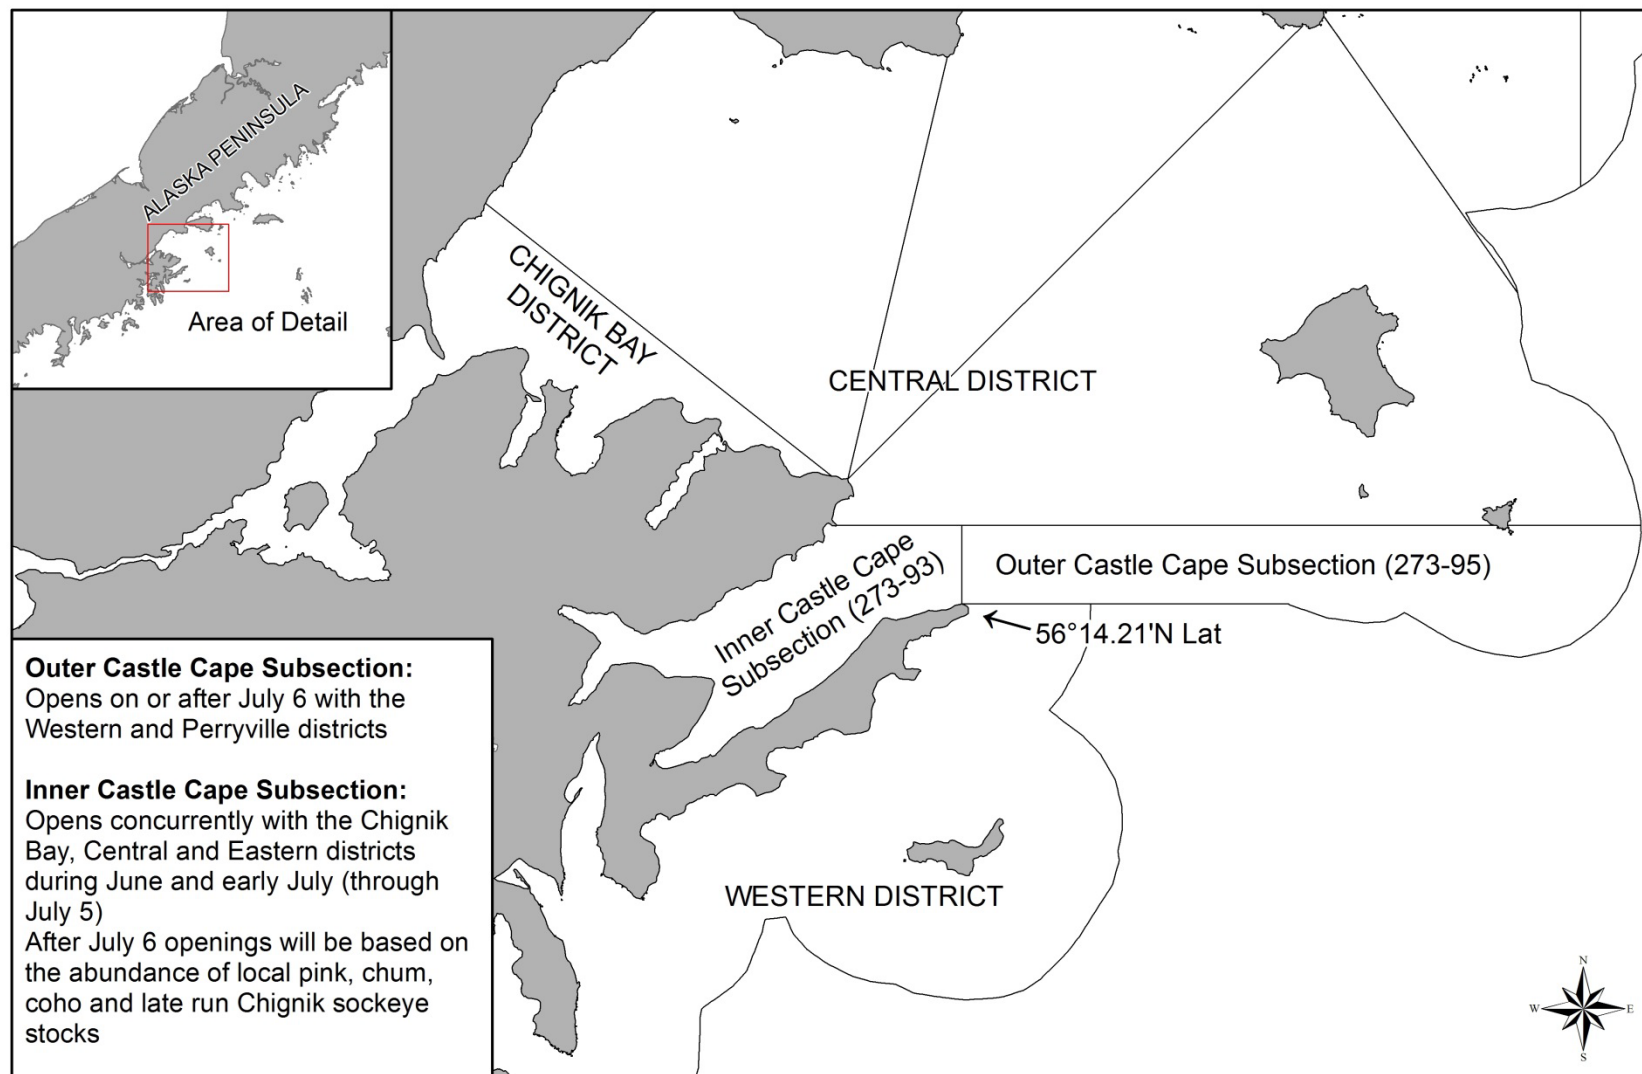 ALASKA PENINSULA
Area of Detail
CHIGNIK BAY
DISTRICT
CENTRAL DISTRICT
Inner Castle Cape
Subsection (273-93)
Outer Castle Cape Subsection (273-95)
56°14.21'N Lat
WESTERN DISTRICT
Outer Castle Cape Subsection:
Opens on or after July 6 with the
Western and Perryville districts
Inner Castle Cape Subsection:
Opens concurrently with the Chignik
Bay, Central and Eastern districts
during June and early July (through
July 5)
After July 6 openings will be based on
the abundance of local pink, chum,
coho and late run Chignik sockeye
stocks
N
W
E
S